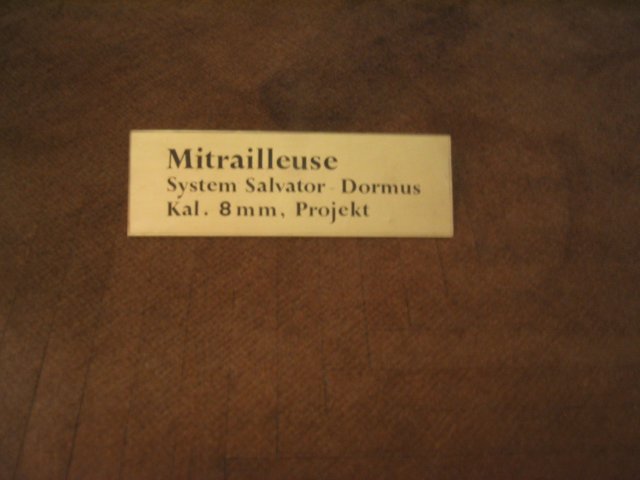 Mitrailleuse
System Salvator-Dormus
Kal. 8mm, Projekt